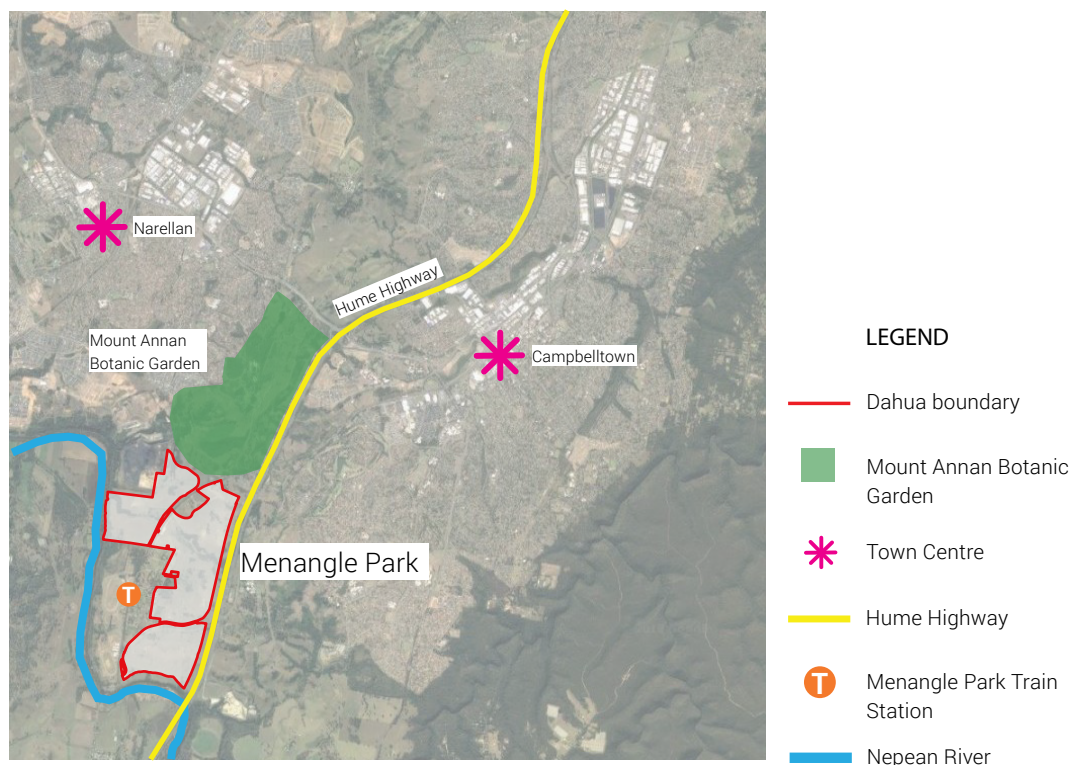 Narellan
Hume Highway
Mount Annan
Botanic Garden
Campbelltown
Menangle Park
T
LEGEND
Dahua boundary
Mount Annan Botanic
Garden
Town Centre
Hume Highway
T
Menangle Park Train
Station
Nepean River